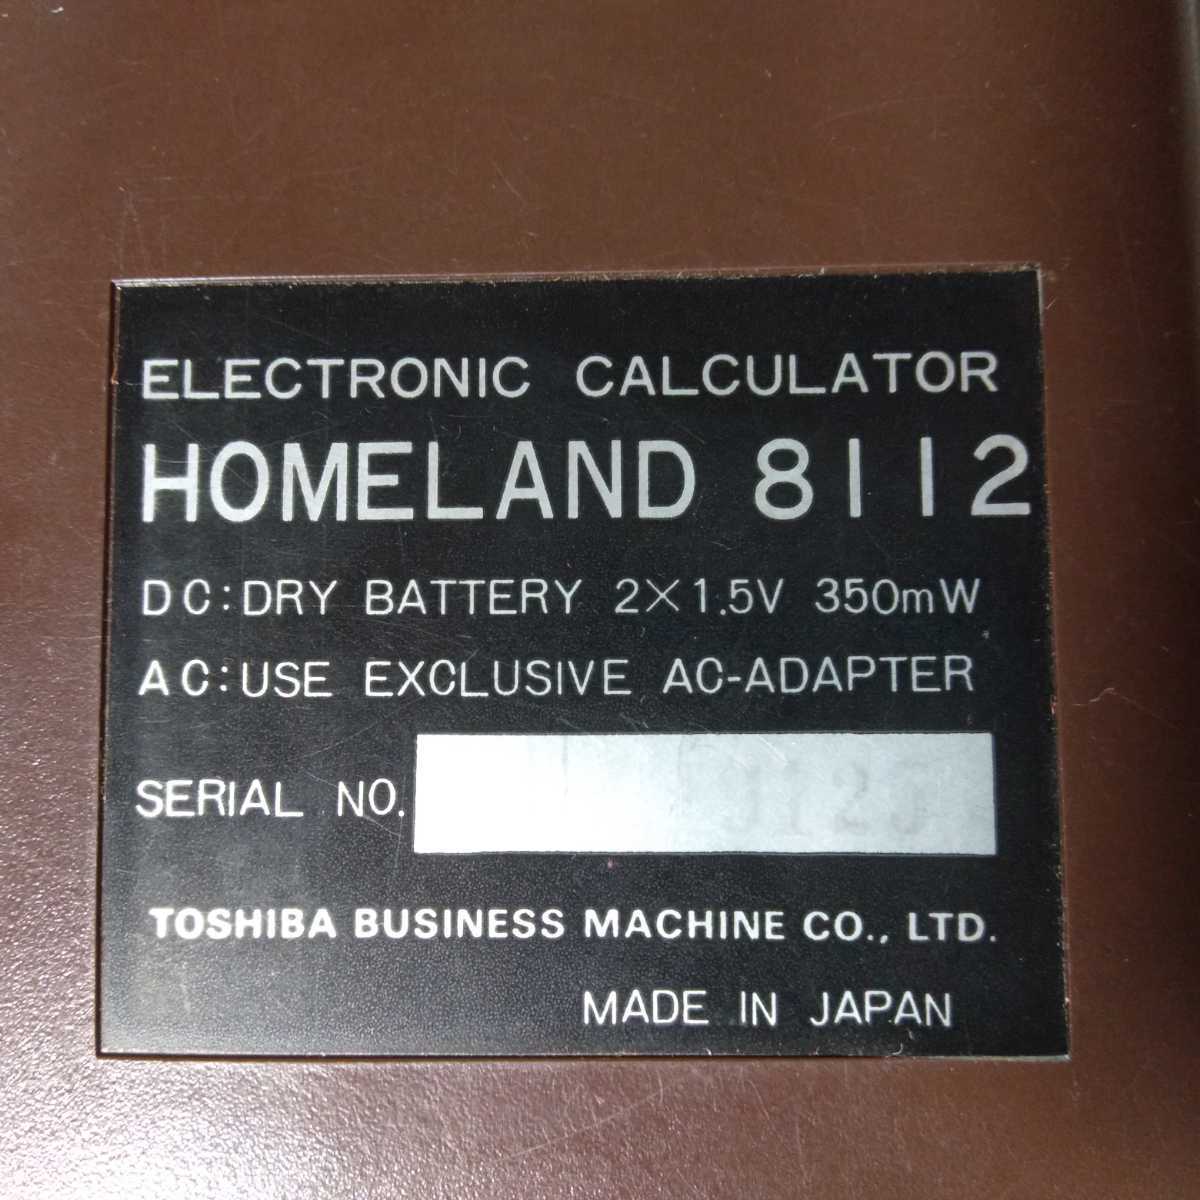 ELECTRONIC CALCULATOR
HOMELAND 8112
DC:DRY BATTERY 2×1.5V 350mW
AC:USE EXCLUSIVE AC-ADAPTER
SERIAL NO.
TOSHIBA BUSINESS MACHINE CO., LTD.
MADE IN JAPAN